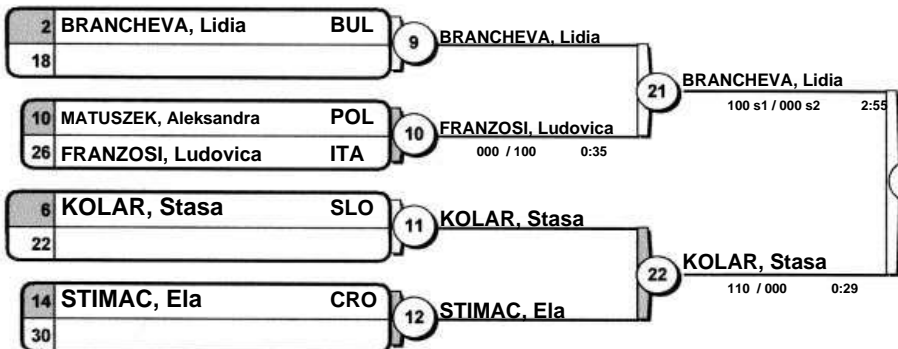 2 BRANCHEVA, Lidia BUL
18
9
BRANCHEVA, Lidia
10 MATUSZEK, Aleksandra POL
26 FRANZOSI, Ludovica ITA
10
FRANZOSI, Ludovica
000 / 100 0:35
21
BRANCHEVA, Lidia
100 s1 / 000 s2 2:55
6 KOLAR, Stasa SLO
22
11
KOLAR, Stasa
14 STIMAC, Ela CRO
30
12
STIMAC, Ela
22
KOLAR, Stasa
110 / 000 0:29